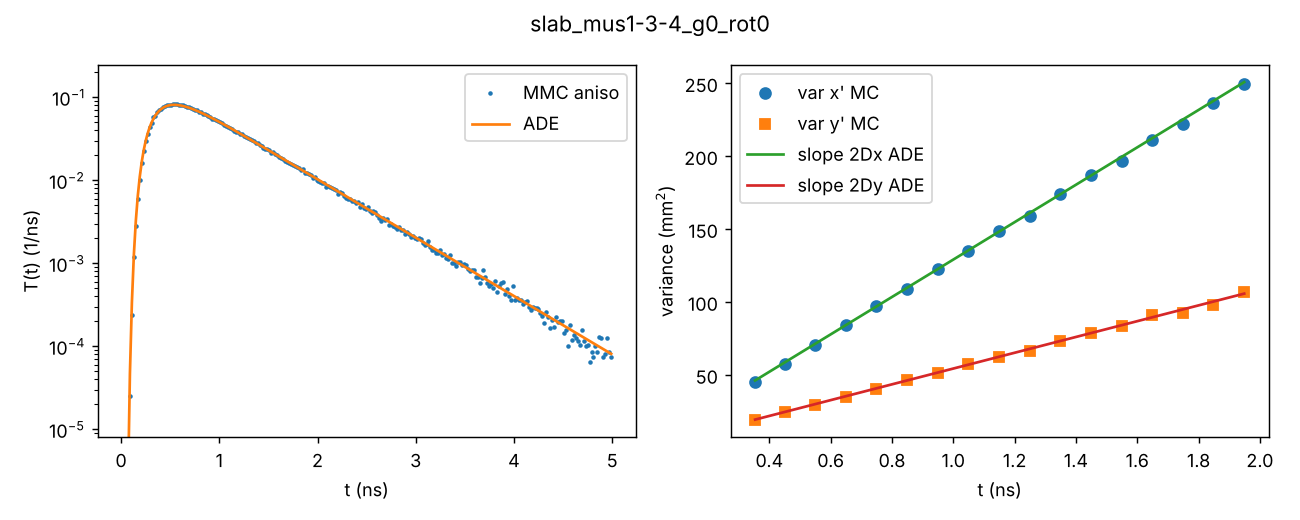 slab_mus1-3-4_g0_rot0
T(t) (1/ns)
10⁻¹
10⁻²
10⁻³
10⁻⁴
10⁻⁵
MMC aniso
ADE
0 1 2 3 4 5
t (ns)
variance (mm²)
250
200
150
100
50
var x' MC
var y' MC
slope 2Dx ADE
slope 2Dy ADE
0.4 0.6 0.8 1.0 1.2 1.4 1.6 1.8 2.0
t (ns)